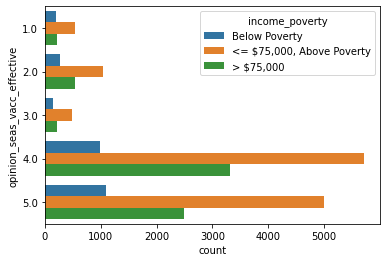 income_poverty
Below Poverty
<= $75,000, Above Poverty
> $75,000
opinion_seas_vacc_effective
1.0
2.0
3.0
4.0
5.0
0
1000
2000
3000
4000
5000
count